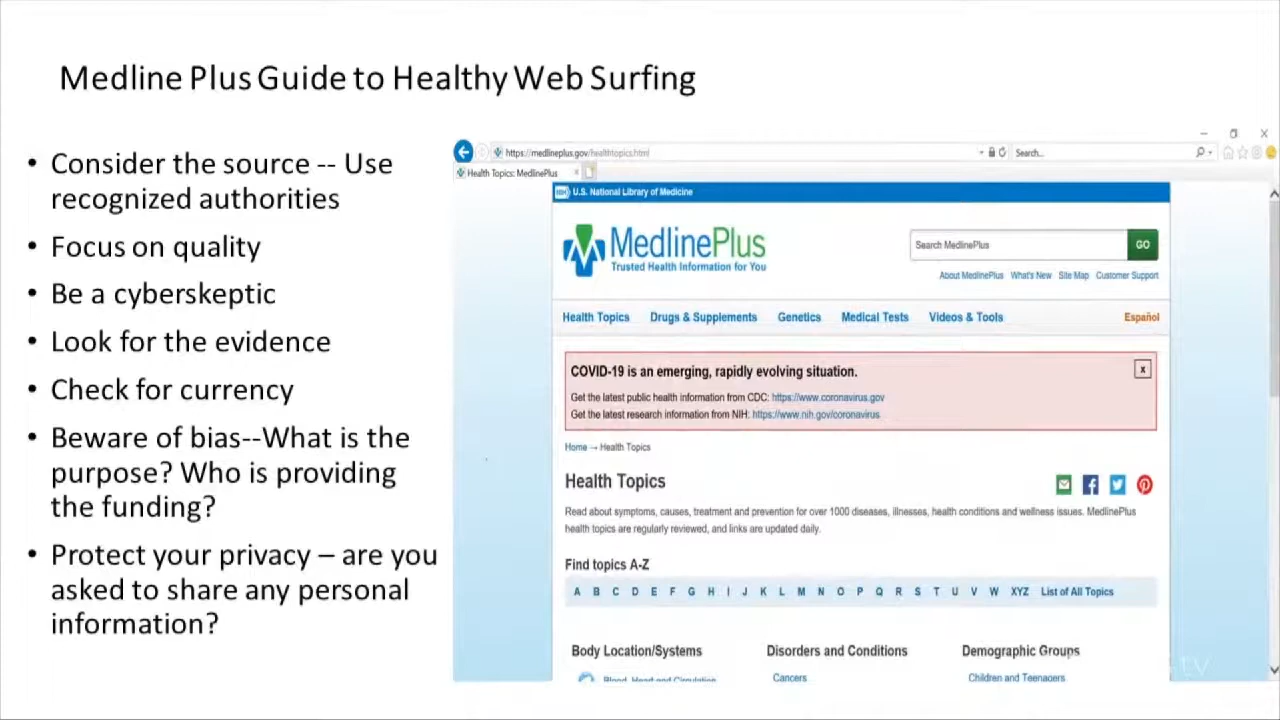 Medline Plus Guide to Healthy Web Surfing
• Consider the source -- Use
recognized authorities
• Focus on quality
• Be a cyberskeptic
• Look for the evidence
• Check for currency
• Beware of bias--What is the
purpose? Who is providing
the funding?
• Protect your privacy – are you
asked to share any personal
information?
https://medlineplus.gov/healthtopics.html
Search...
Health Topics: MedlinePlus
NIH U.S. National Library of Medicine
MedlinePlus
Trusted Health Information for You
Search MedlinePlus
GO
About MedlinePlus What's New Site Map Customer Support
Health Topics Drugs & Supplements Genetics Medical Tests Videos & Tools Español
COVID-19 is an emerging, rapidly evolving situation.
x
Get the latest public health information from CDC: https://www.coronavirus.gov
Get the latest research information from NIH: https://www.nih.gov/coronavirus
Home → Health Topics
Health Topics
Read about symptoms, causes, treatment and prevention for over 1000 diseases, illnesses, health conditions and wellness issues. MedlinePlus
health topics are regularly reviewed, and links are updated daily.
Find topics A-Z
A B C D E F G H I J K L M N O P Q R S T U V W XYZ List of All Topics
Body Location/Systems Disorders and Conditions Demographic Groups
Blood, Heart and Circulation Cancers Children and Teenagers